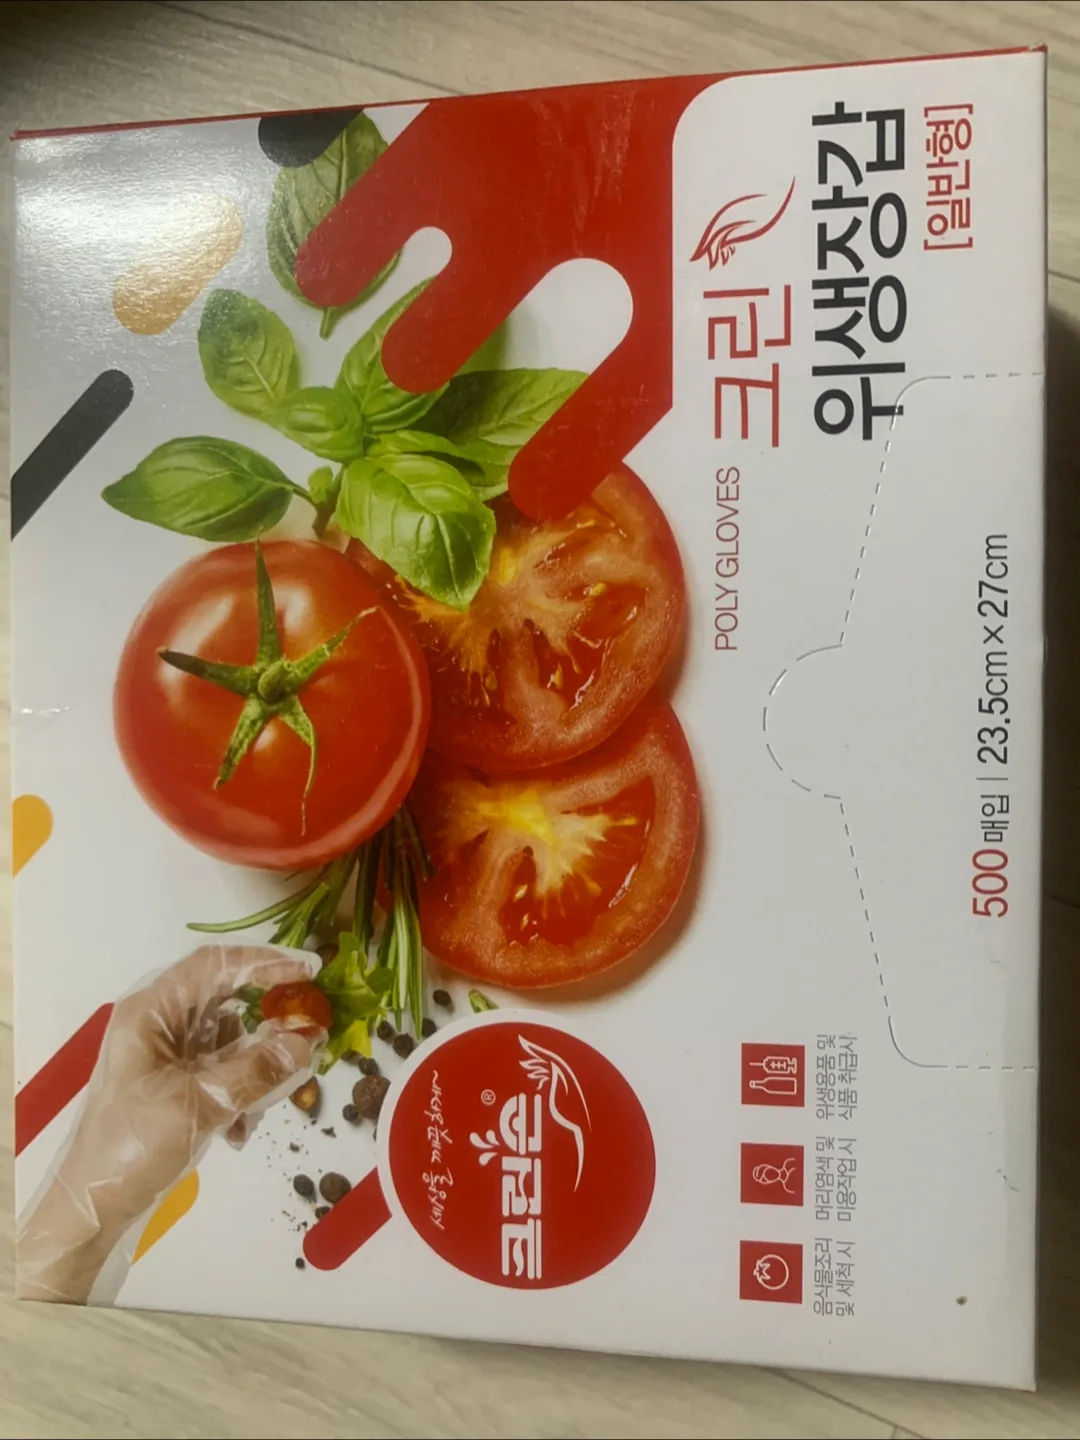 세상을 깨끗하게~
크린손®
POLY GLOVES 크린
위생장갑
[일반형]
음식물조리
및 세척 시
머리염색 및
미용작업 시
위생용품 및
식품 취급시
500매입 | 23.5cm×27cm